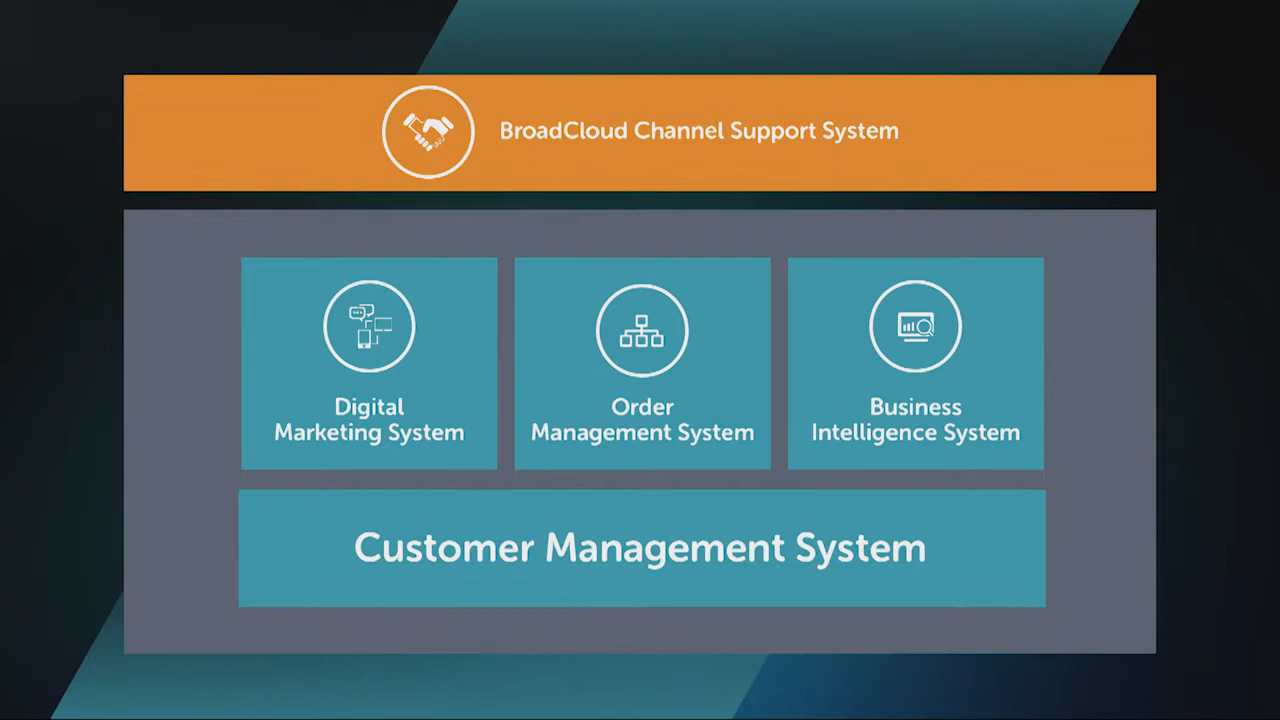 BroadCloud Channel Support System
Digital
Marketing System
Order
Management System
Business
Intelligence System
Customer Management System